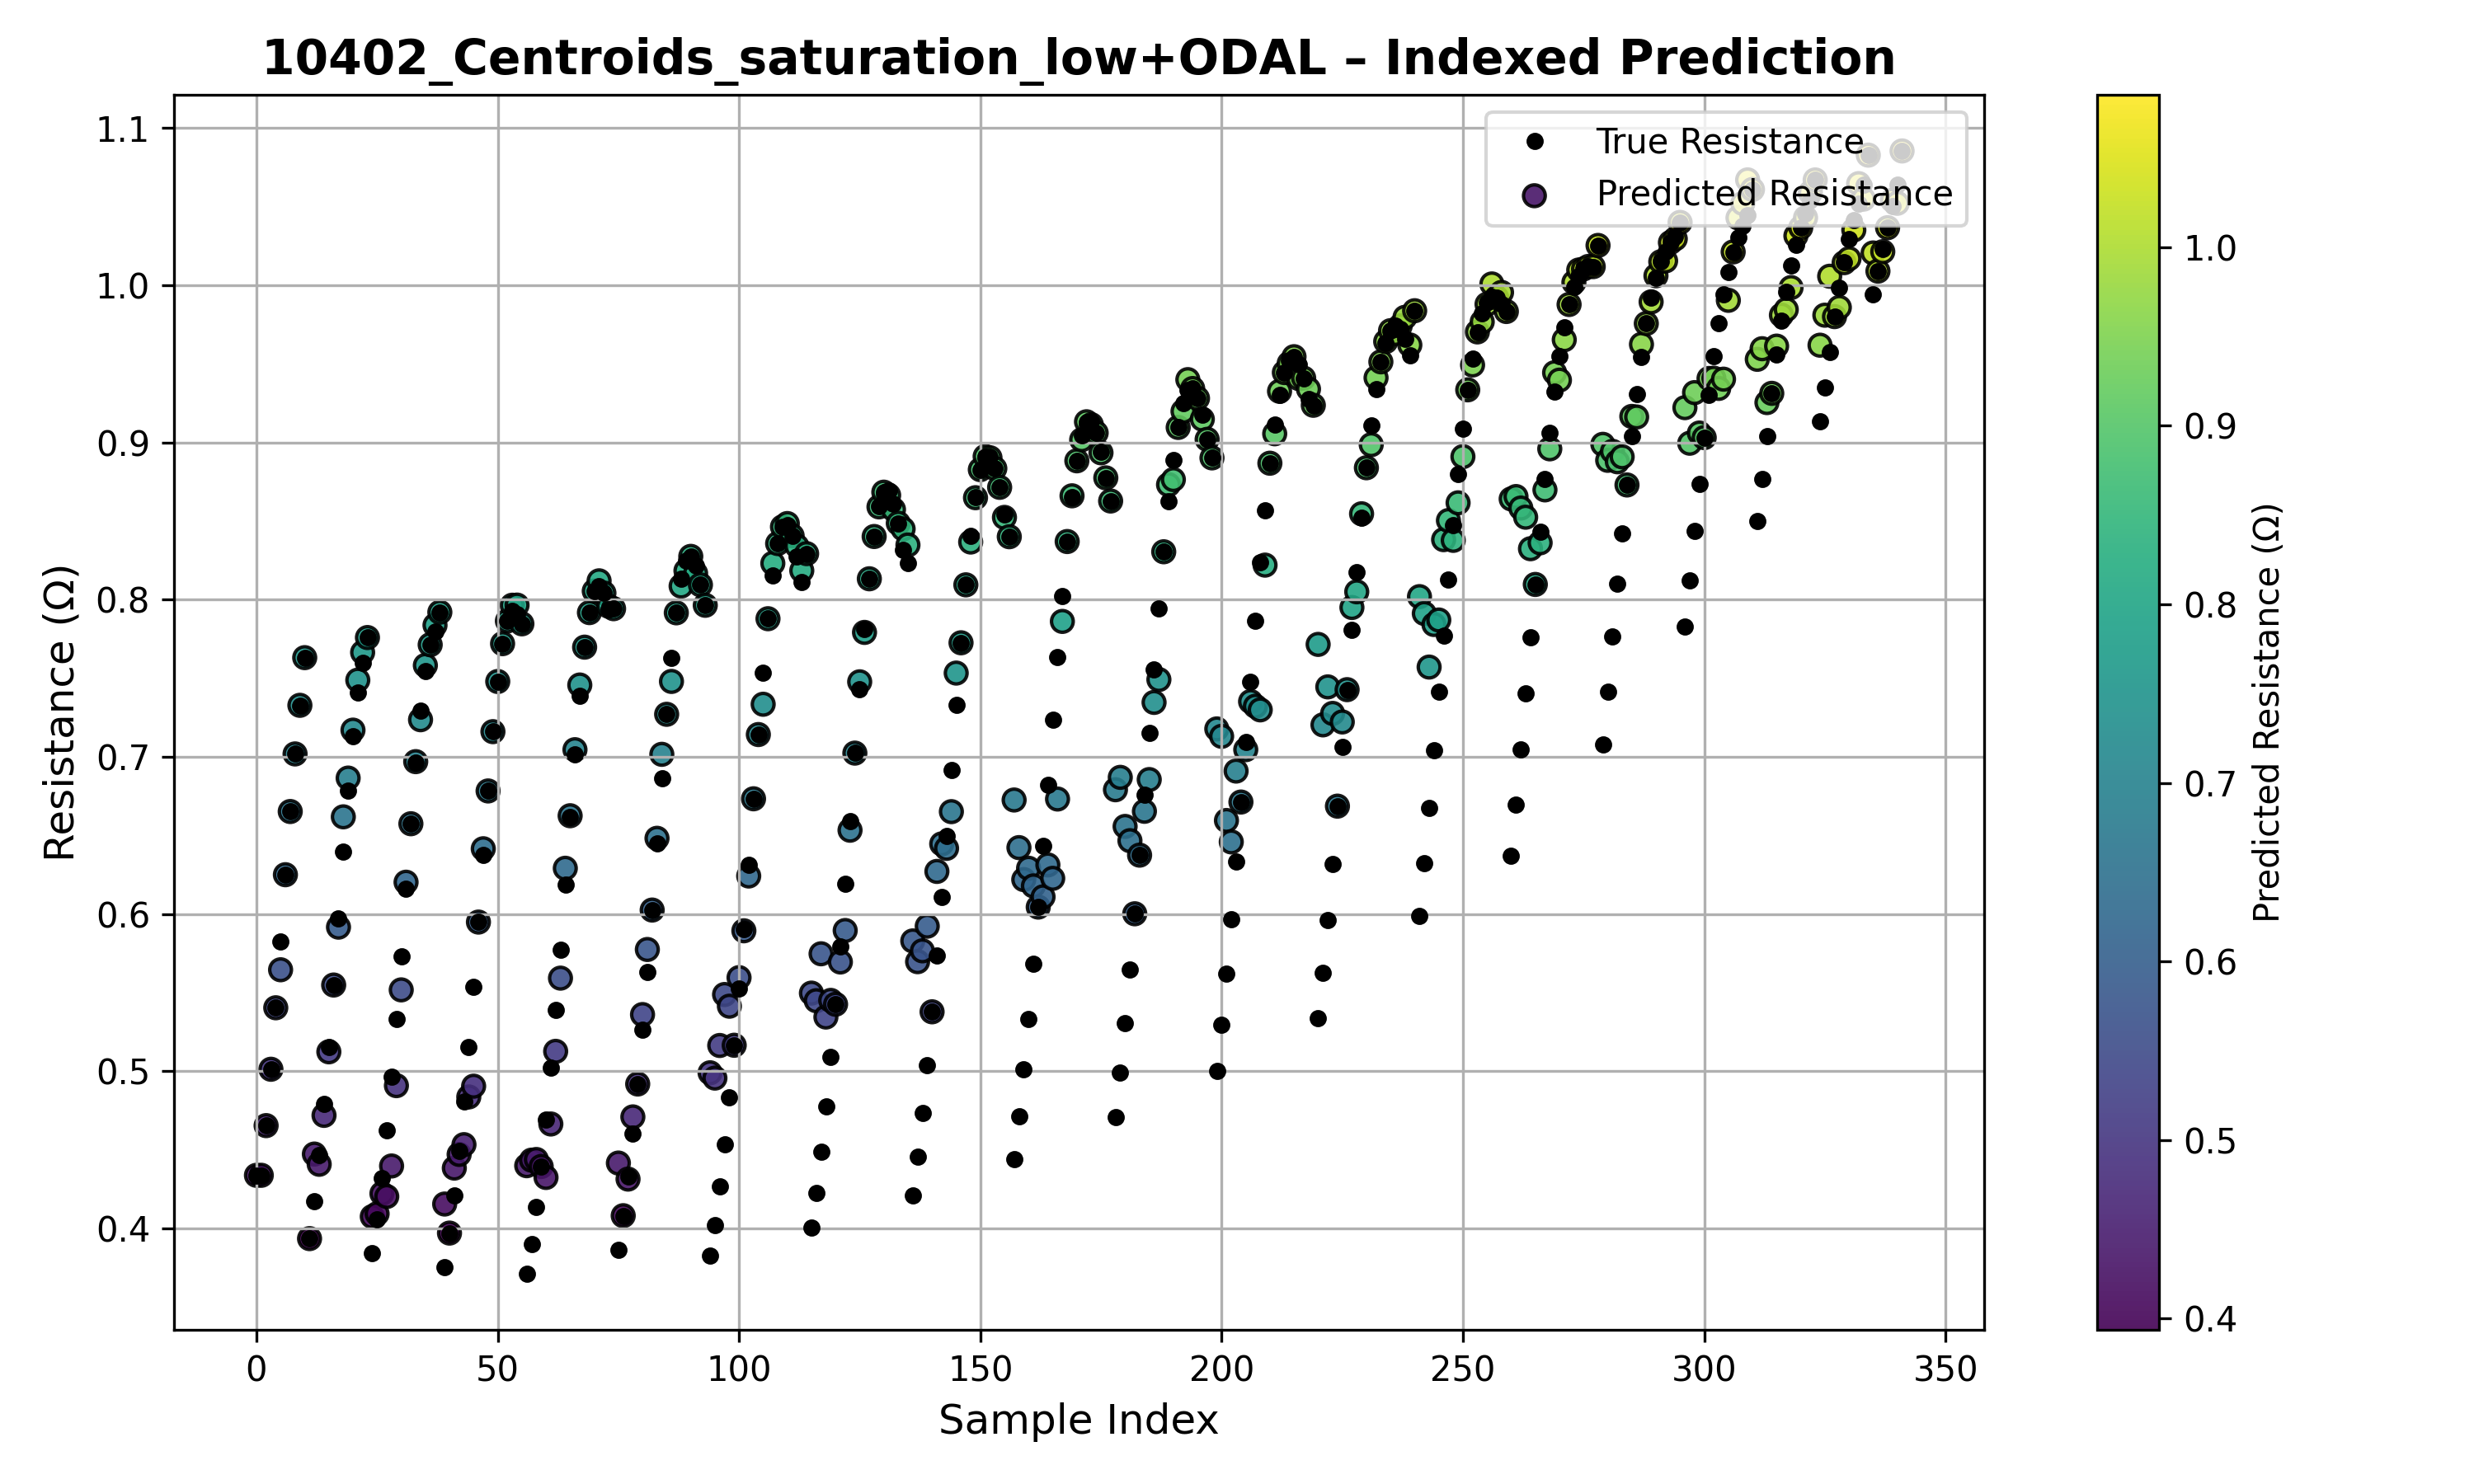 10402_Centroids_saturation_low+ODAL – Indexed Prediction
True Resistance
Predicted Resistance
Resistance (Ω)
1.1
1.0
0.9
0.8
0.7
0.6
0.5
0.4
0 50 100 150 200 250 300 350
Sample Index
1.0
0.9
0.8
0.7
0.6
0.5
0.4
Predicted Resistance (Ω)